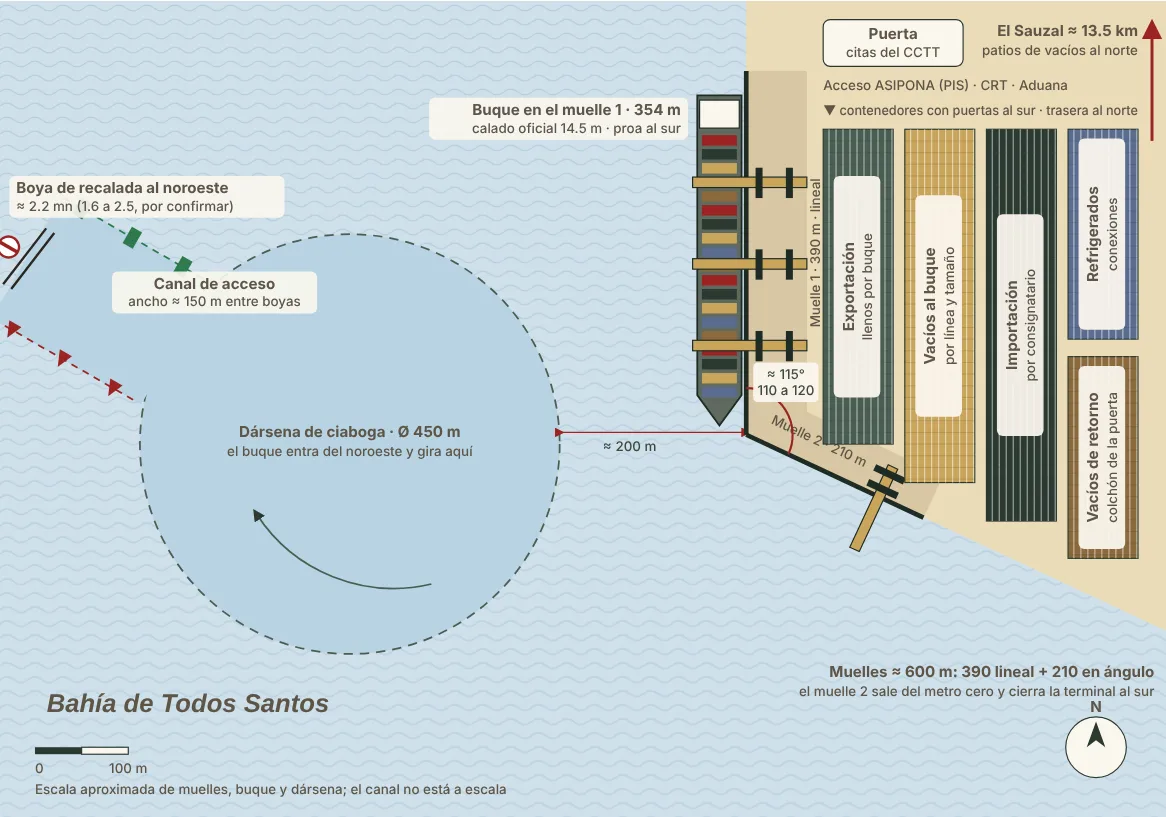 Puerta
citas del CCTT
El Sauzal ≈ 13.5 km
patios de vacíos al norte
Acceso ASIPONA (PIS) · CRT · Aduana
▼ contenedores con puertas al sur · trasera al norte
Buque en el muelle 1 · 354 m
calado oficial 14.5 m · proa al sur
Boya de recalada al noroeste
≈ 2.2 mn (1.6 a 2.5, por confirmar)
Canal de acceso
ancho ≈ 150 m entre boyas
Muelle 1 · 390 m · lineal
Exportación
llenos por buque
Vacíos al buque
por línea y tamaño
Importación
por consignatario
Refrigerados
conexiones
Vacíos de retorno
colchón de la puerta
≈ 115°
110 a 120
Muelle 2 · 210 m
Dársena de ciaboga · Ø 450 m
el buque entra del noroeste y gira aquí
≈ 200 m
Muelles ≈ 600 m: 390 lineal + 210 en ángulo
el muelle 2 sale del metro cero y cierra la terminal al sur
N
Bahía de Todos Santos
0 100 m
Escala aproximada de muelles, buque y dársena; el canal no está a escala